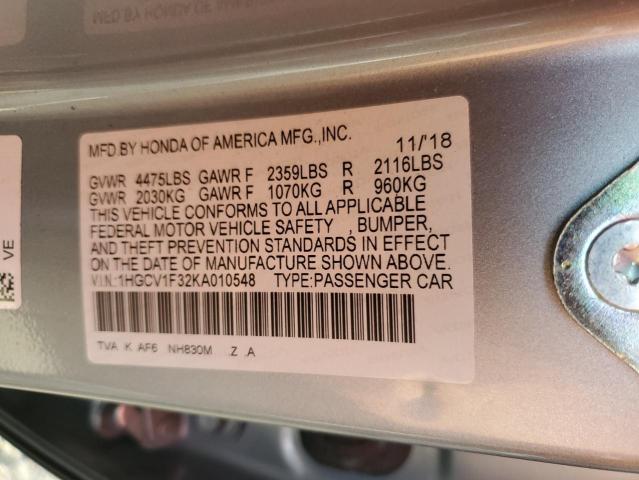 MFD.BY HONDA OF AMERICA MFG.,INC. 11/'18
GVWR 4475LBS GAWR F 2359LBS R 2116LBS
GVWR 2030KG GAWR F 1070KG R 960KG
THIS VEHICLE CONFORMS TO ALL APPLICABLE
FEDERAL MOTOR VEHICLE SAFETY , BUMPER,
AND THEFT PREVENTION STANDARDS IN EFFECT
ON THE DATE OF MANUFACTURE SHOWN ABOVE.
V.I.N.:1HGCV1F32KA010548 TYPE:PASSENGER CAR
TVA K AF6 NH830M .Z .A
VE